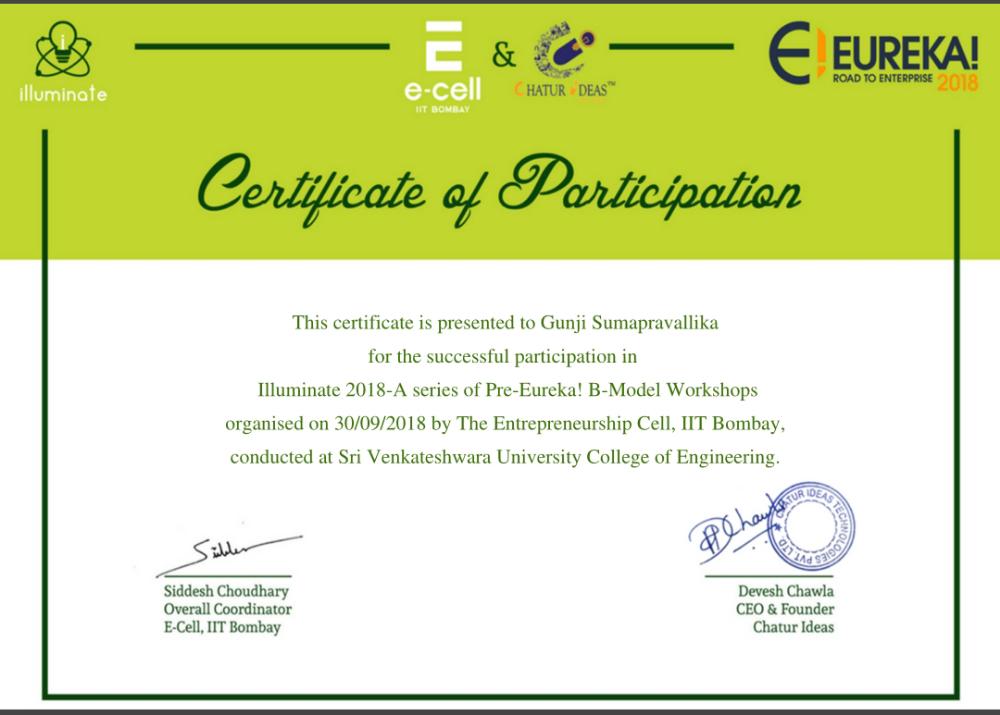 illuminate
e-cell
IIT BOMBAY
&
CHATUR IDEAS™
E! EUREKA!
ROAD TO ENTERPRISE 2018
Certificate of Participation
This certificate is presented to Gunji Sumapravallika
for the successful participation in
Illuminate 2018-A series of Pre-Eureka! B-Model Workshops
organised on 30/09/2018 by The Entrepreneurship Cell, IIT Bombay,
conducted at Sri Venkateshwara University College of Engineering.
CHATUR IDEAS TECHNOLOGIES PVT LTD.
Siddesh Choudhary
Overall Coordinator
E-Cell, IIT Bombay
Devesh Chawla
CEO & Founder
Chatur Ideas